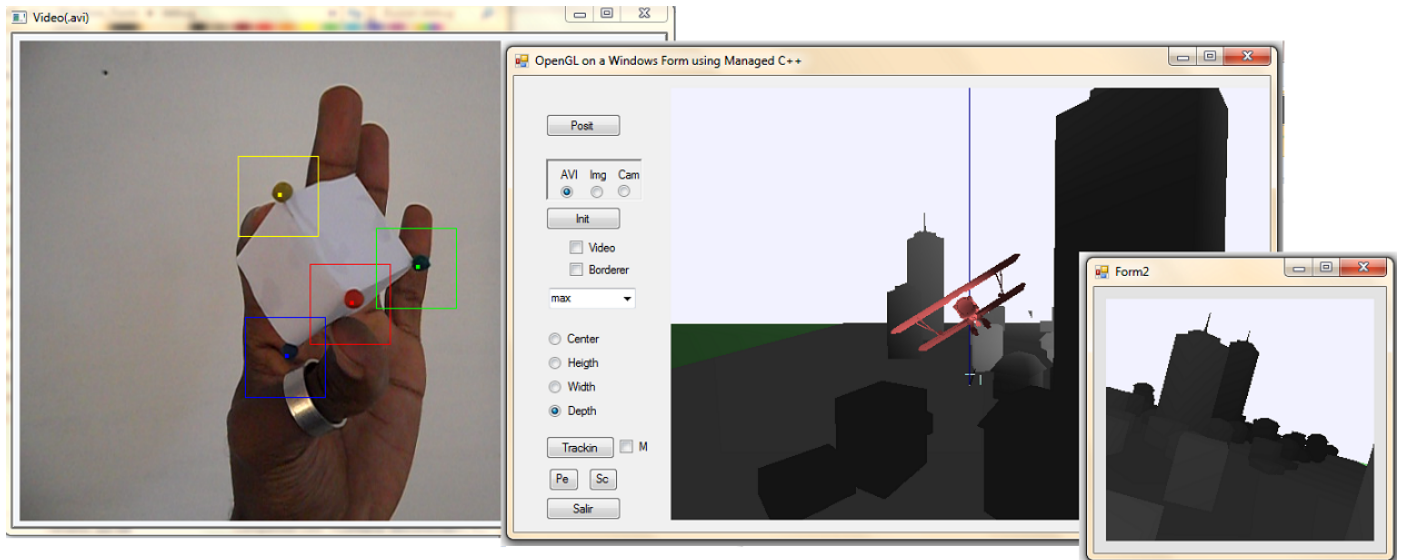 Video(.avi)
OpenGL on a Windows Form using Managed C++
Posit
AVI Img Cam
Init
Video
Borderer
max
Center
Heigth
Width
Depth
Trackin M
Pe Sc
Salir
Form2